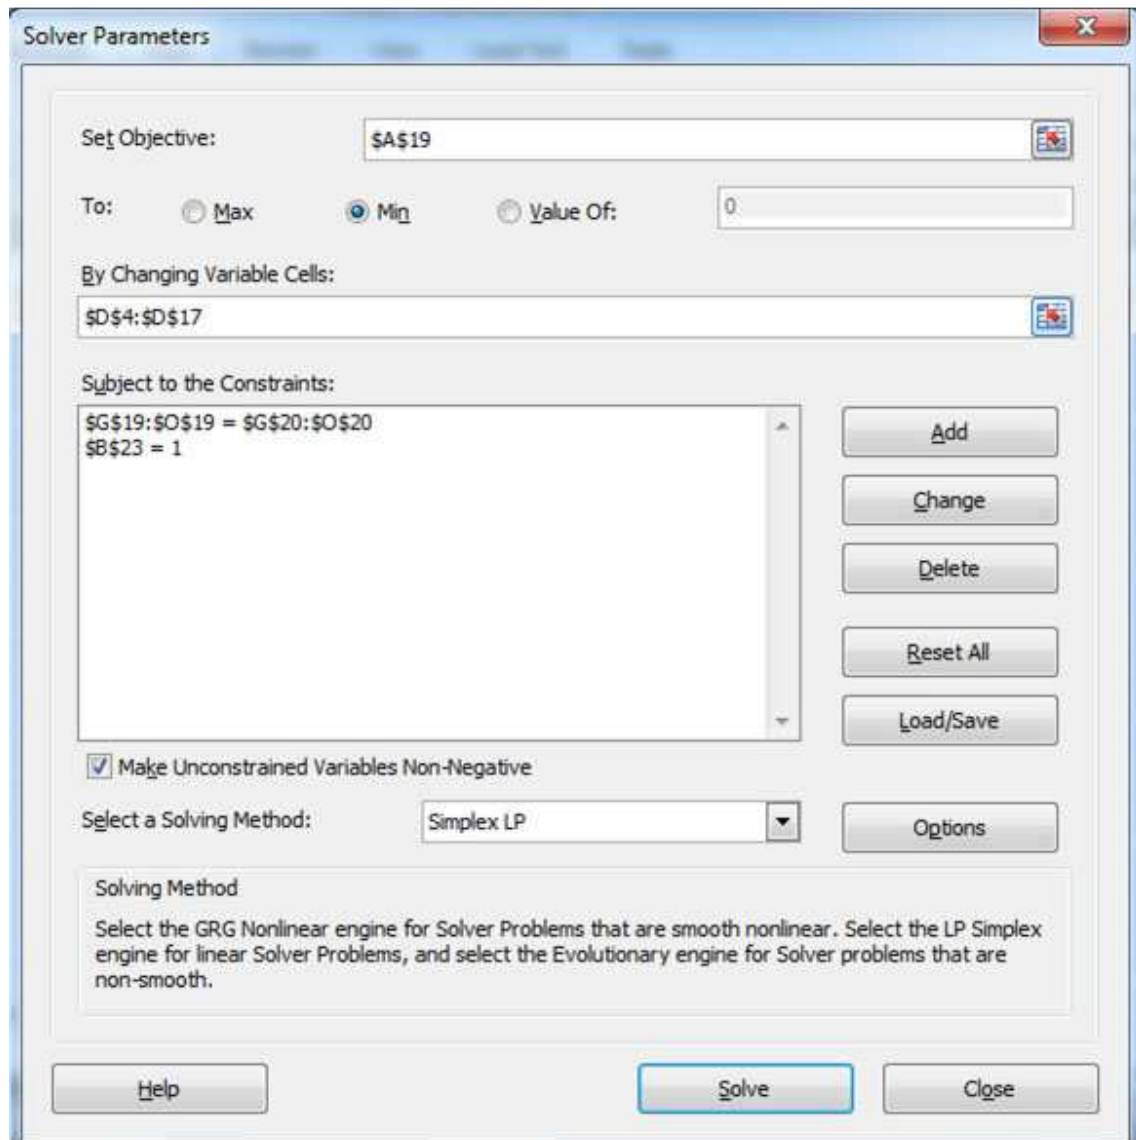 Solver Parameters
Set Objective:
$A$19
To:
Max
Min
Value Of:
0
By Changing Variable Cells:
$D$4:$D$17
Subject to the Constraints:
$G$19:$O$19 = $G$20:$O$20
$B$23 = 1
Add
Change
Delete
Reset All
Load/Save
Make Unconstrained Variables Non-Negative
Select a Solving Method:
Simplex LP
Options
Solving Method
Select the GRG Nonlinear engine for Solver Problems that are smooth nonlinear. Select the LP Simplex
engine for linear Solver Problems, and select the Evolutionary engine for Solver problems that are
non-smooth.
Help
Solve
Close